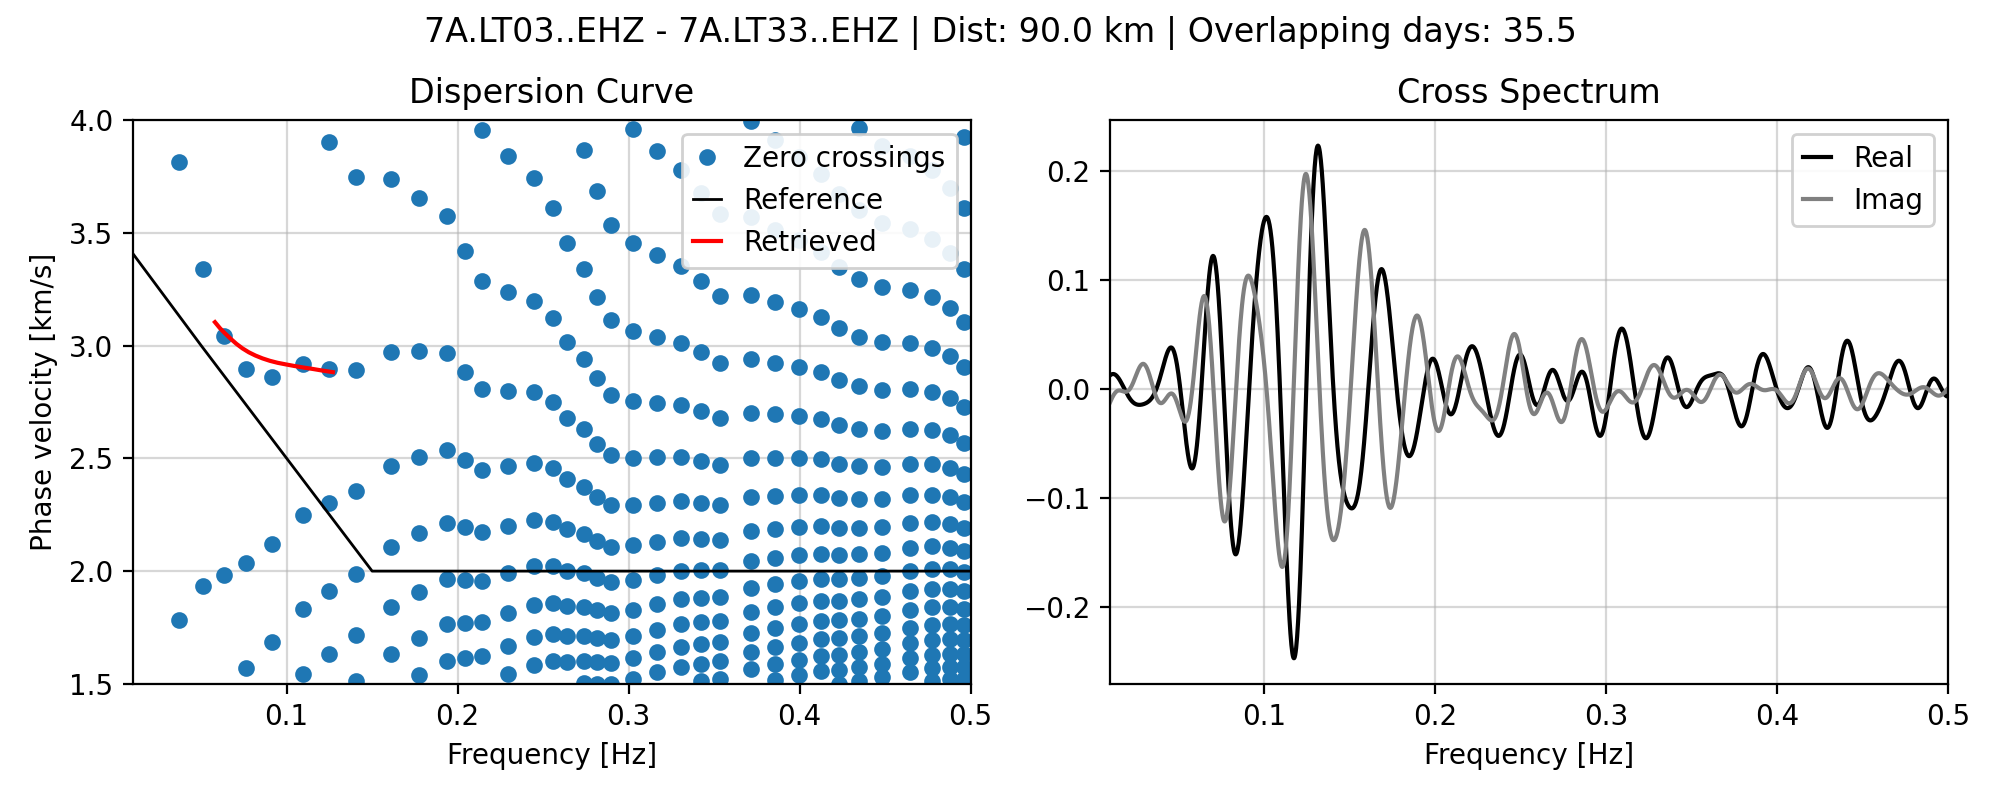 7A.LT03..EHZ - 7A.LT33..EHZ | Dist: 90.0 km | Overlapping days: 35.5
Dispersion Curve
Phase velocity [km/s]
4.0
3.5
3.0
2.5
2.0
1.5
0.1
0.2
0.3
0.4
0.5
Frequency [Hz]
Zero crossings
Reference
Retrieved
Cross Spectrum
0.2
0.1
0.0
−0.1
−0.2
0.1
0.2
0.3
0.4
0.5
Frequency [Hz]
Real
Imag